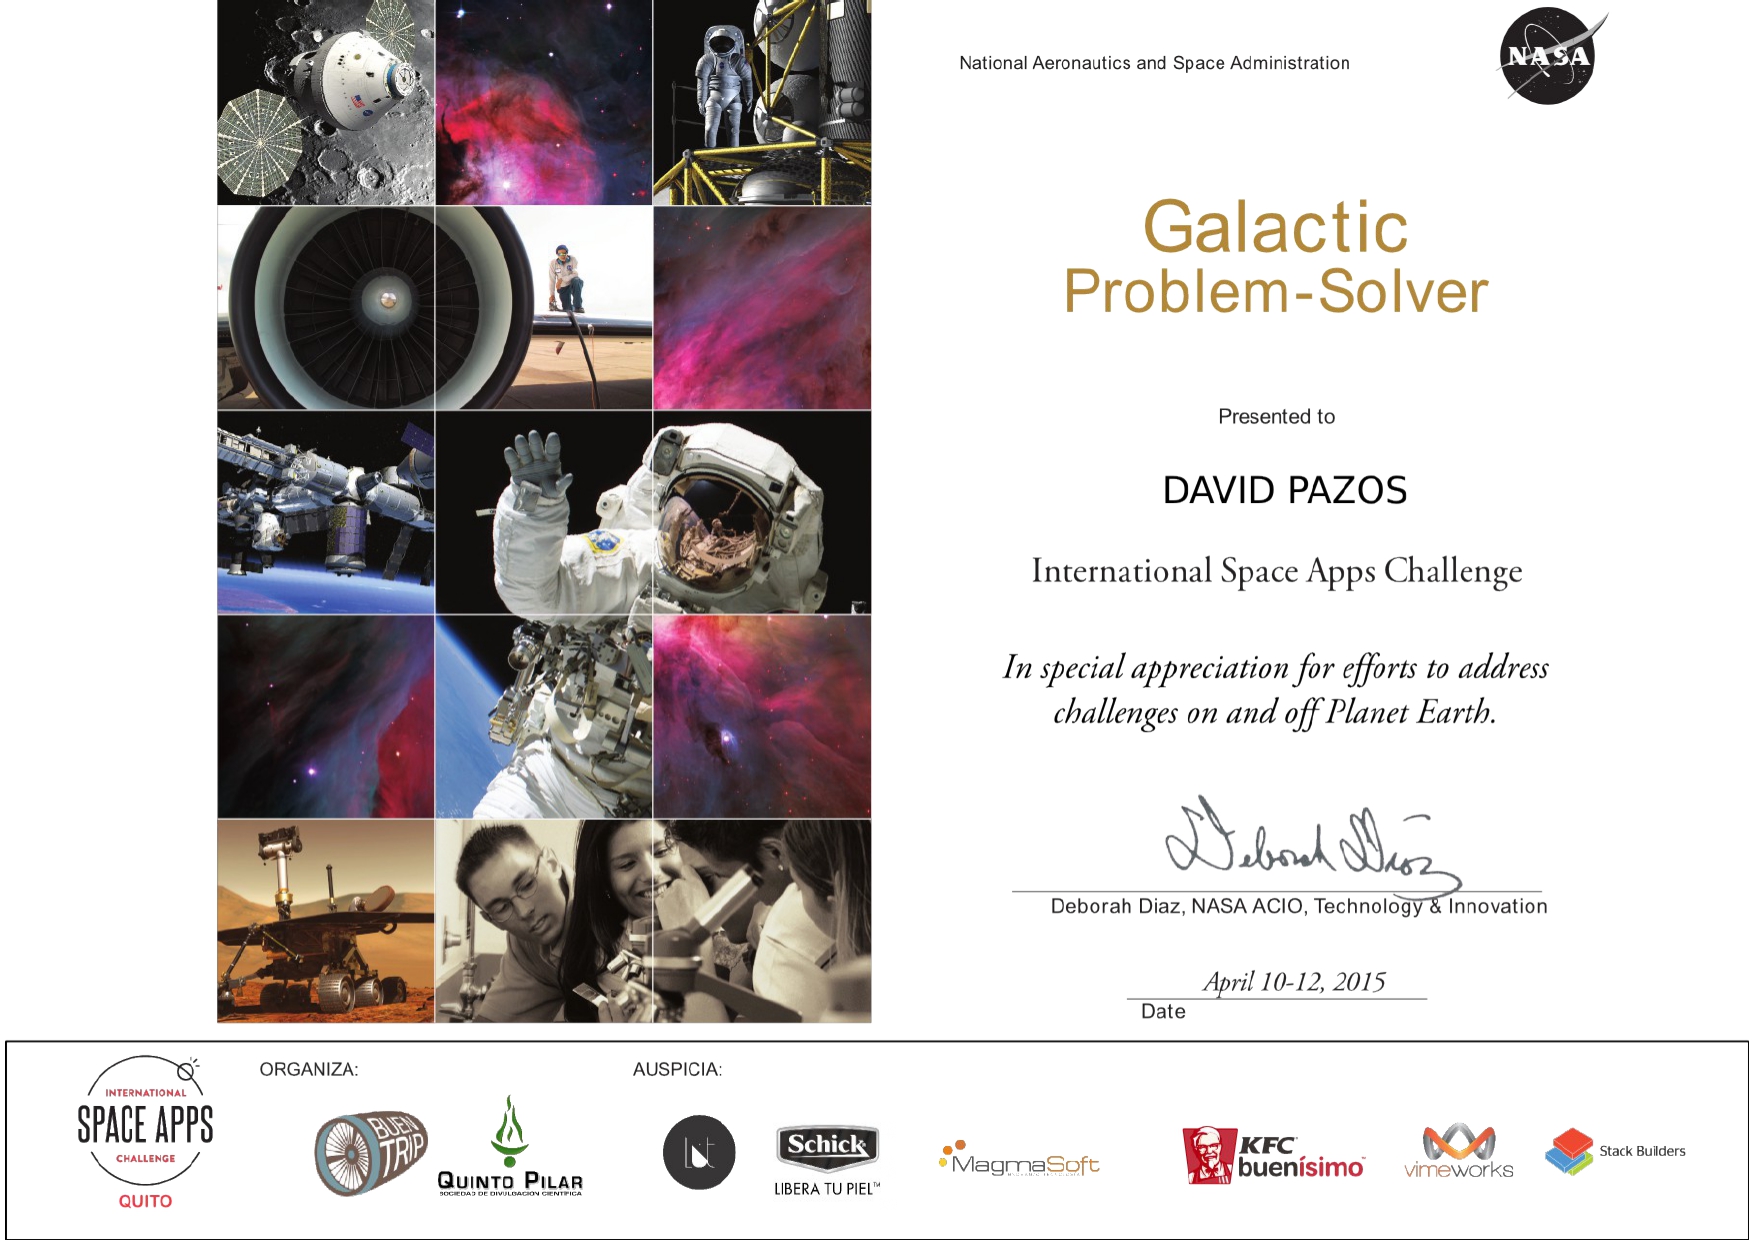 National Aeronautics and Space Administration
NASA
Galactic
Problem-Solver
Presented to
DAVID PAZOS
International Space Apps Challenge
In special appreciation for efforts to address
challenges on and off Planet Earth.
Deborah Diaz
Deborah Diaz, NASA ACIO, Technology & Innovation
April 10-12, 2015
Date
INTERNATIONAL
SPACE APPS
CHALLENGE
QUITO
ORGANIZA:
BUEN
TRIP
QUINTO PILAR
SOCIEDAD DE DIVULGACIÓN CIENTÍFICA
AUSPICIA:
Schick
LIBERA TU PIEL™
MagmaSoft
KFC
buenísimo
vimeworks
Stack Builders